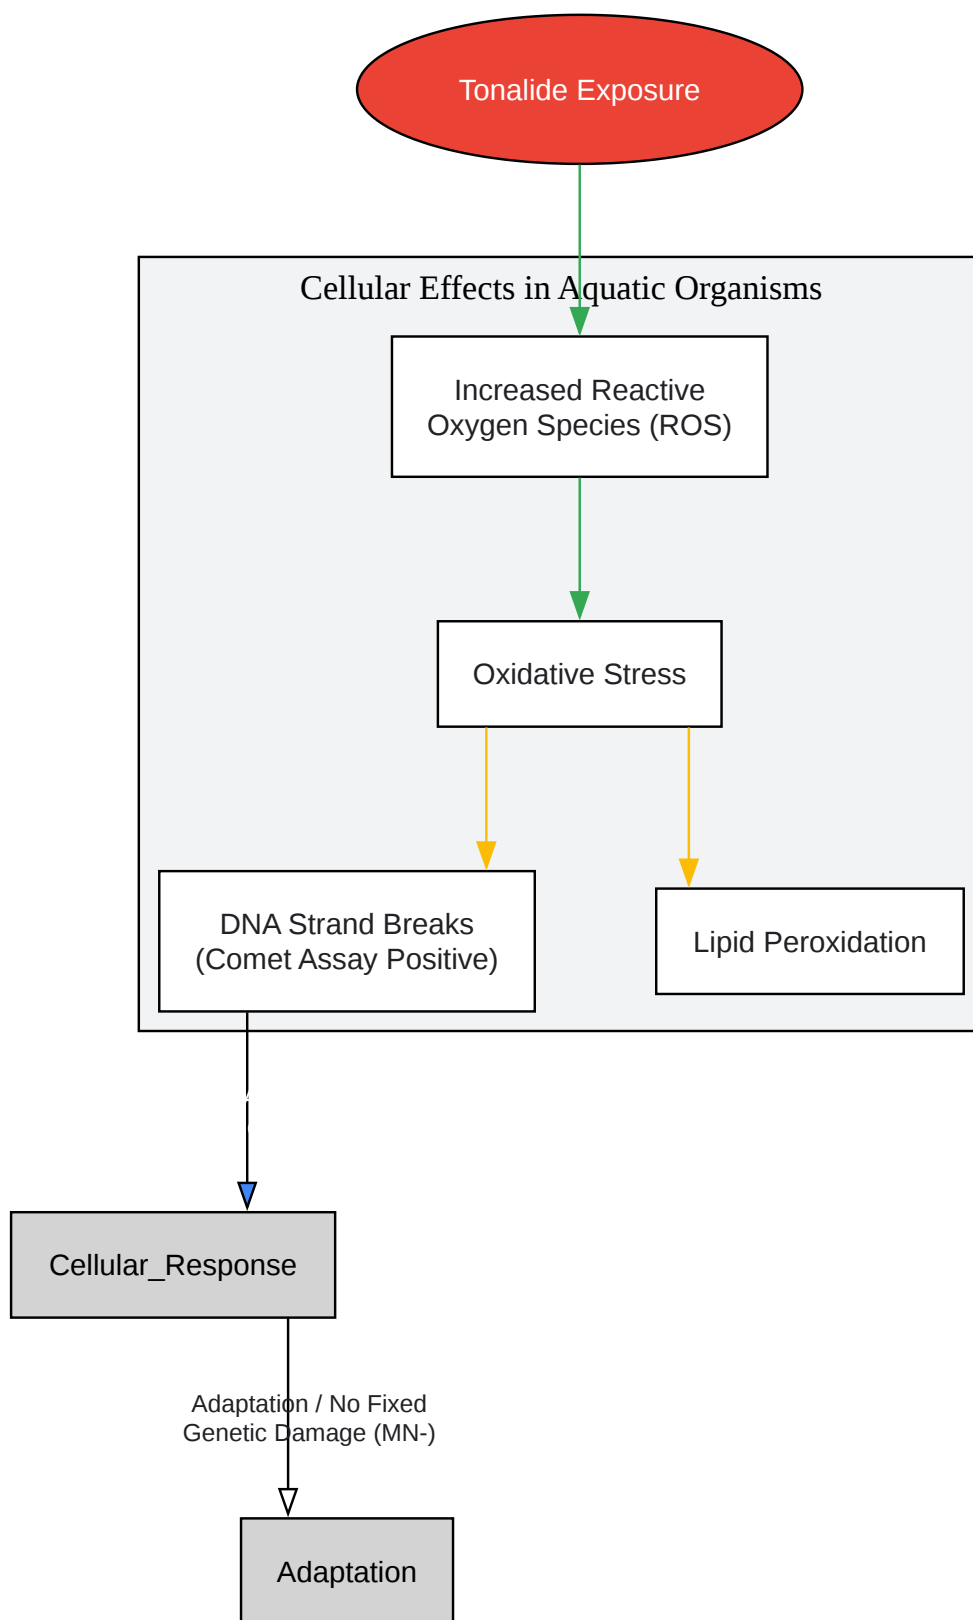 Tonalide Exposure
Cellular Effects in Aquatic Organisms
Increased Reactive
Oxygen Species (ROS)
Oxidative Stress
DNA Strand Breaks
(Comet Assay Positive)
Lipid Peroxidation
Cellular_Response
Adaptation / No Fixed
Genetic Damage (MN-)
Adaptation